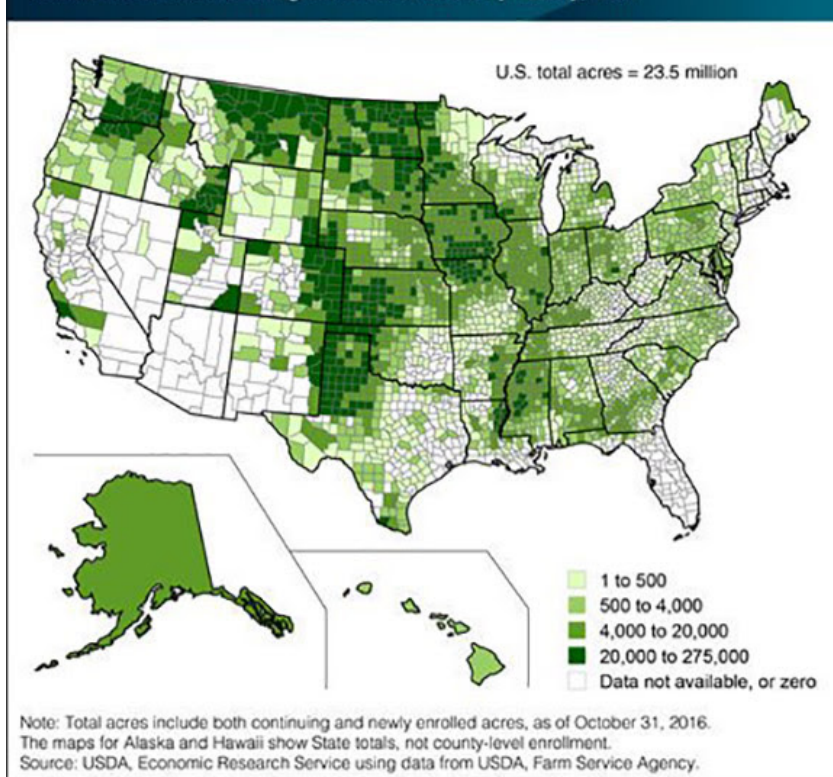 U.S. total acres = 23.5 million
1 to 500
500 to 4,000
4,000 to 20,000
20,000 to 275,000
Data not available, or zero
Note: Total acres include both continuing and newly enrolled acres, as of October 31, 2016.
The maps for Alaska and Hawaii show State totals, not county-level enrollment.
Source: USDA, Economic Research Service using data from USDA, Farm Service Agency.